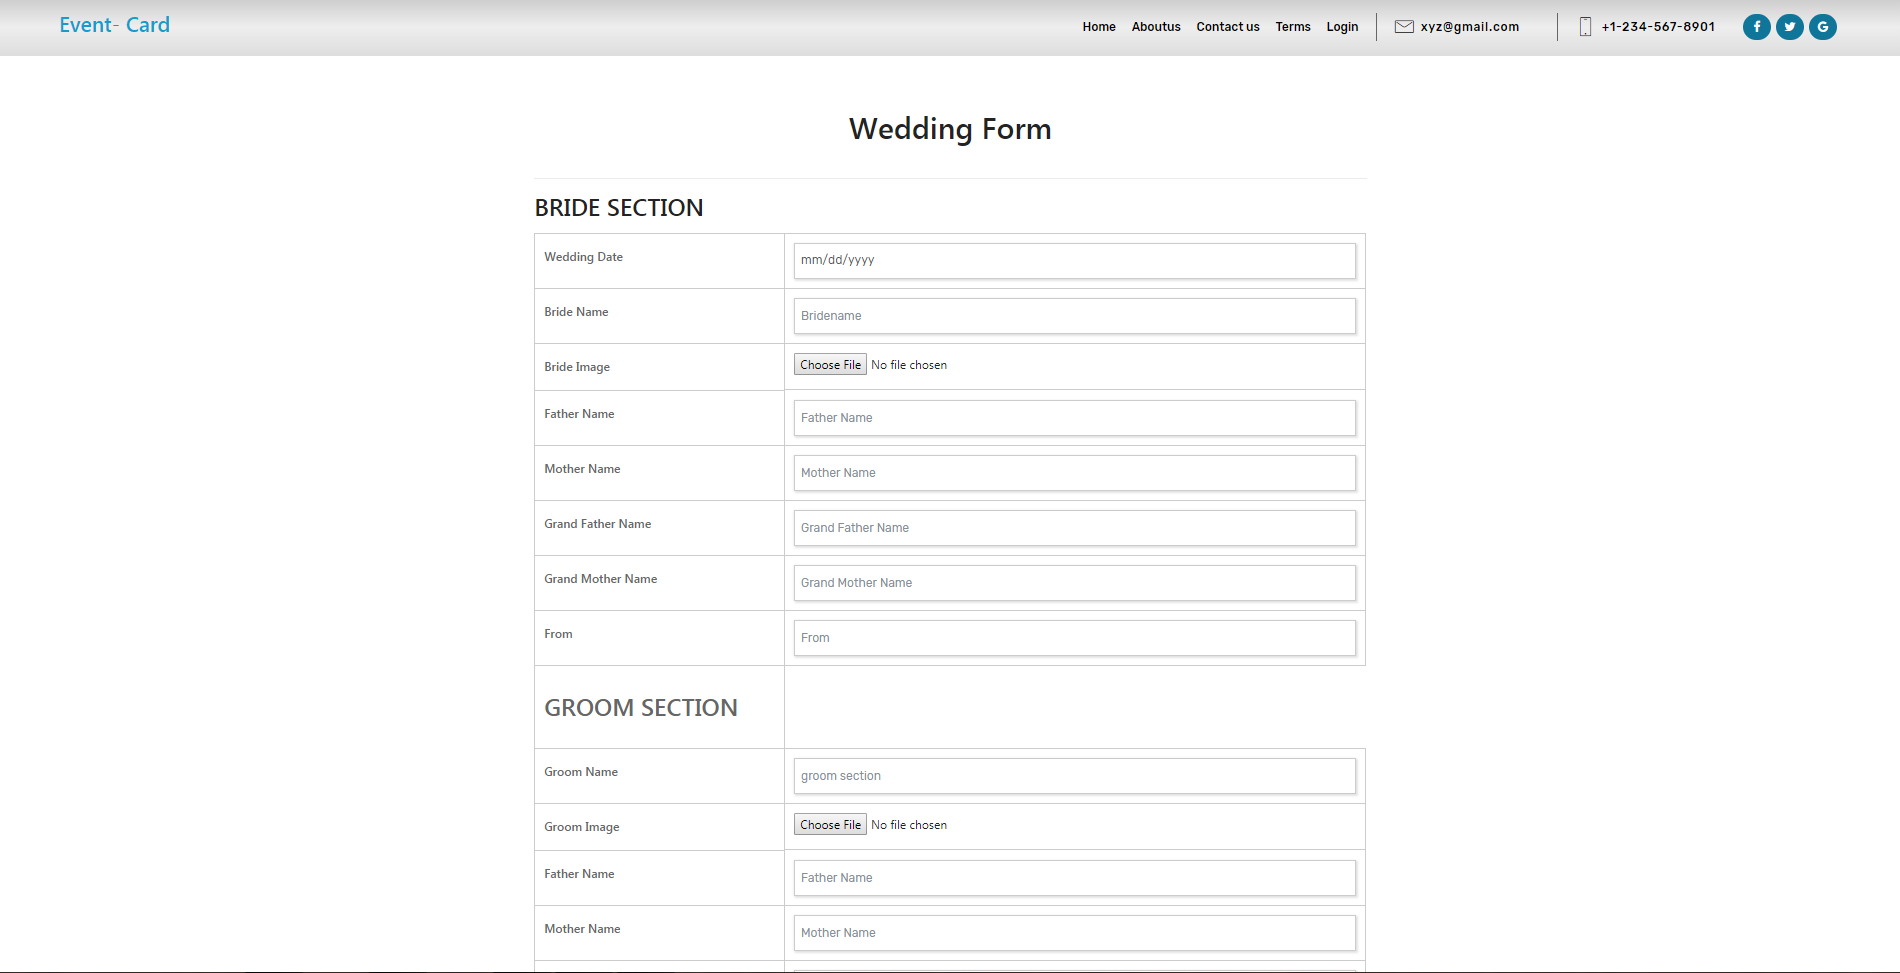 Event- Card
Home Aboutus Contact us Terms Login xyz@gmail.com +1-234-567-8901
Wedding Form
BRIDE SECTION
Wedding Date mm/dd/yyyy
Bride Name Bridename
Bride Image Choose File No file chosen
Father Name Father Name
Mother Name Mother Name
Grand Father Name Grand Father Name
Grand Mother Name Grand Mother Name
From From
GROOM SECTION
Groom Name groom section
Groom Image Choose File No file chosen
Father Name Father Name
Mother Name Mother Name